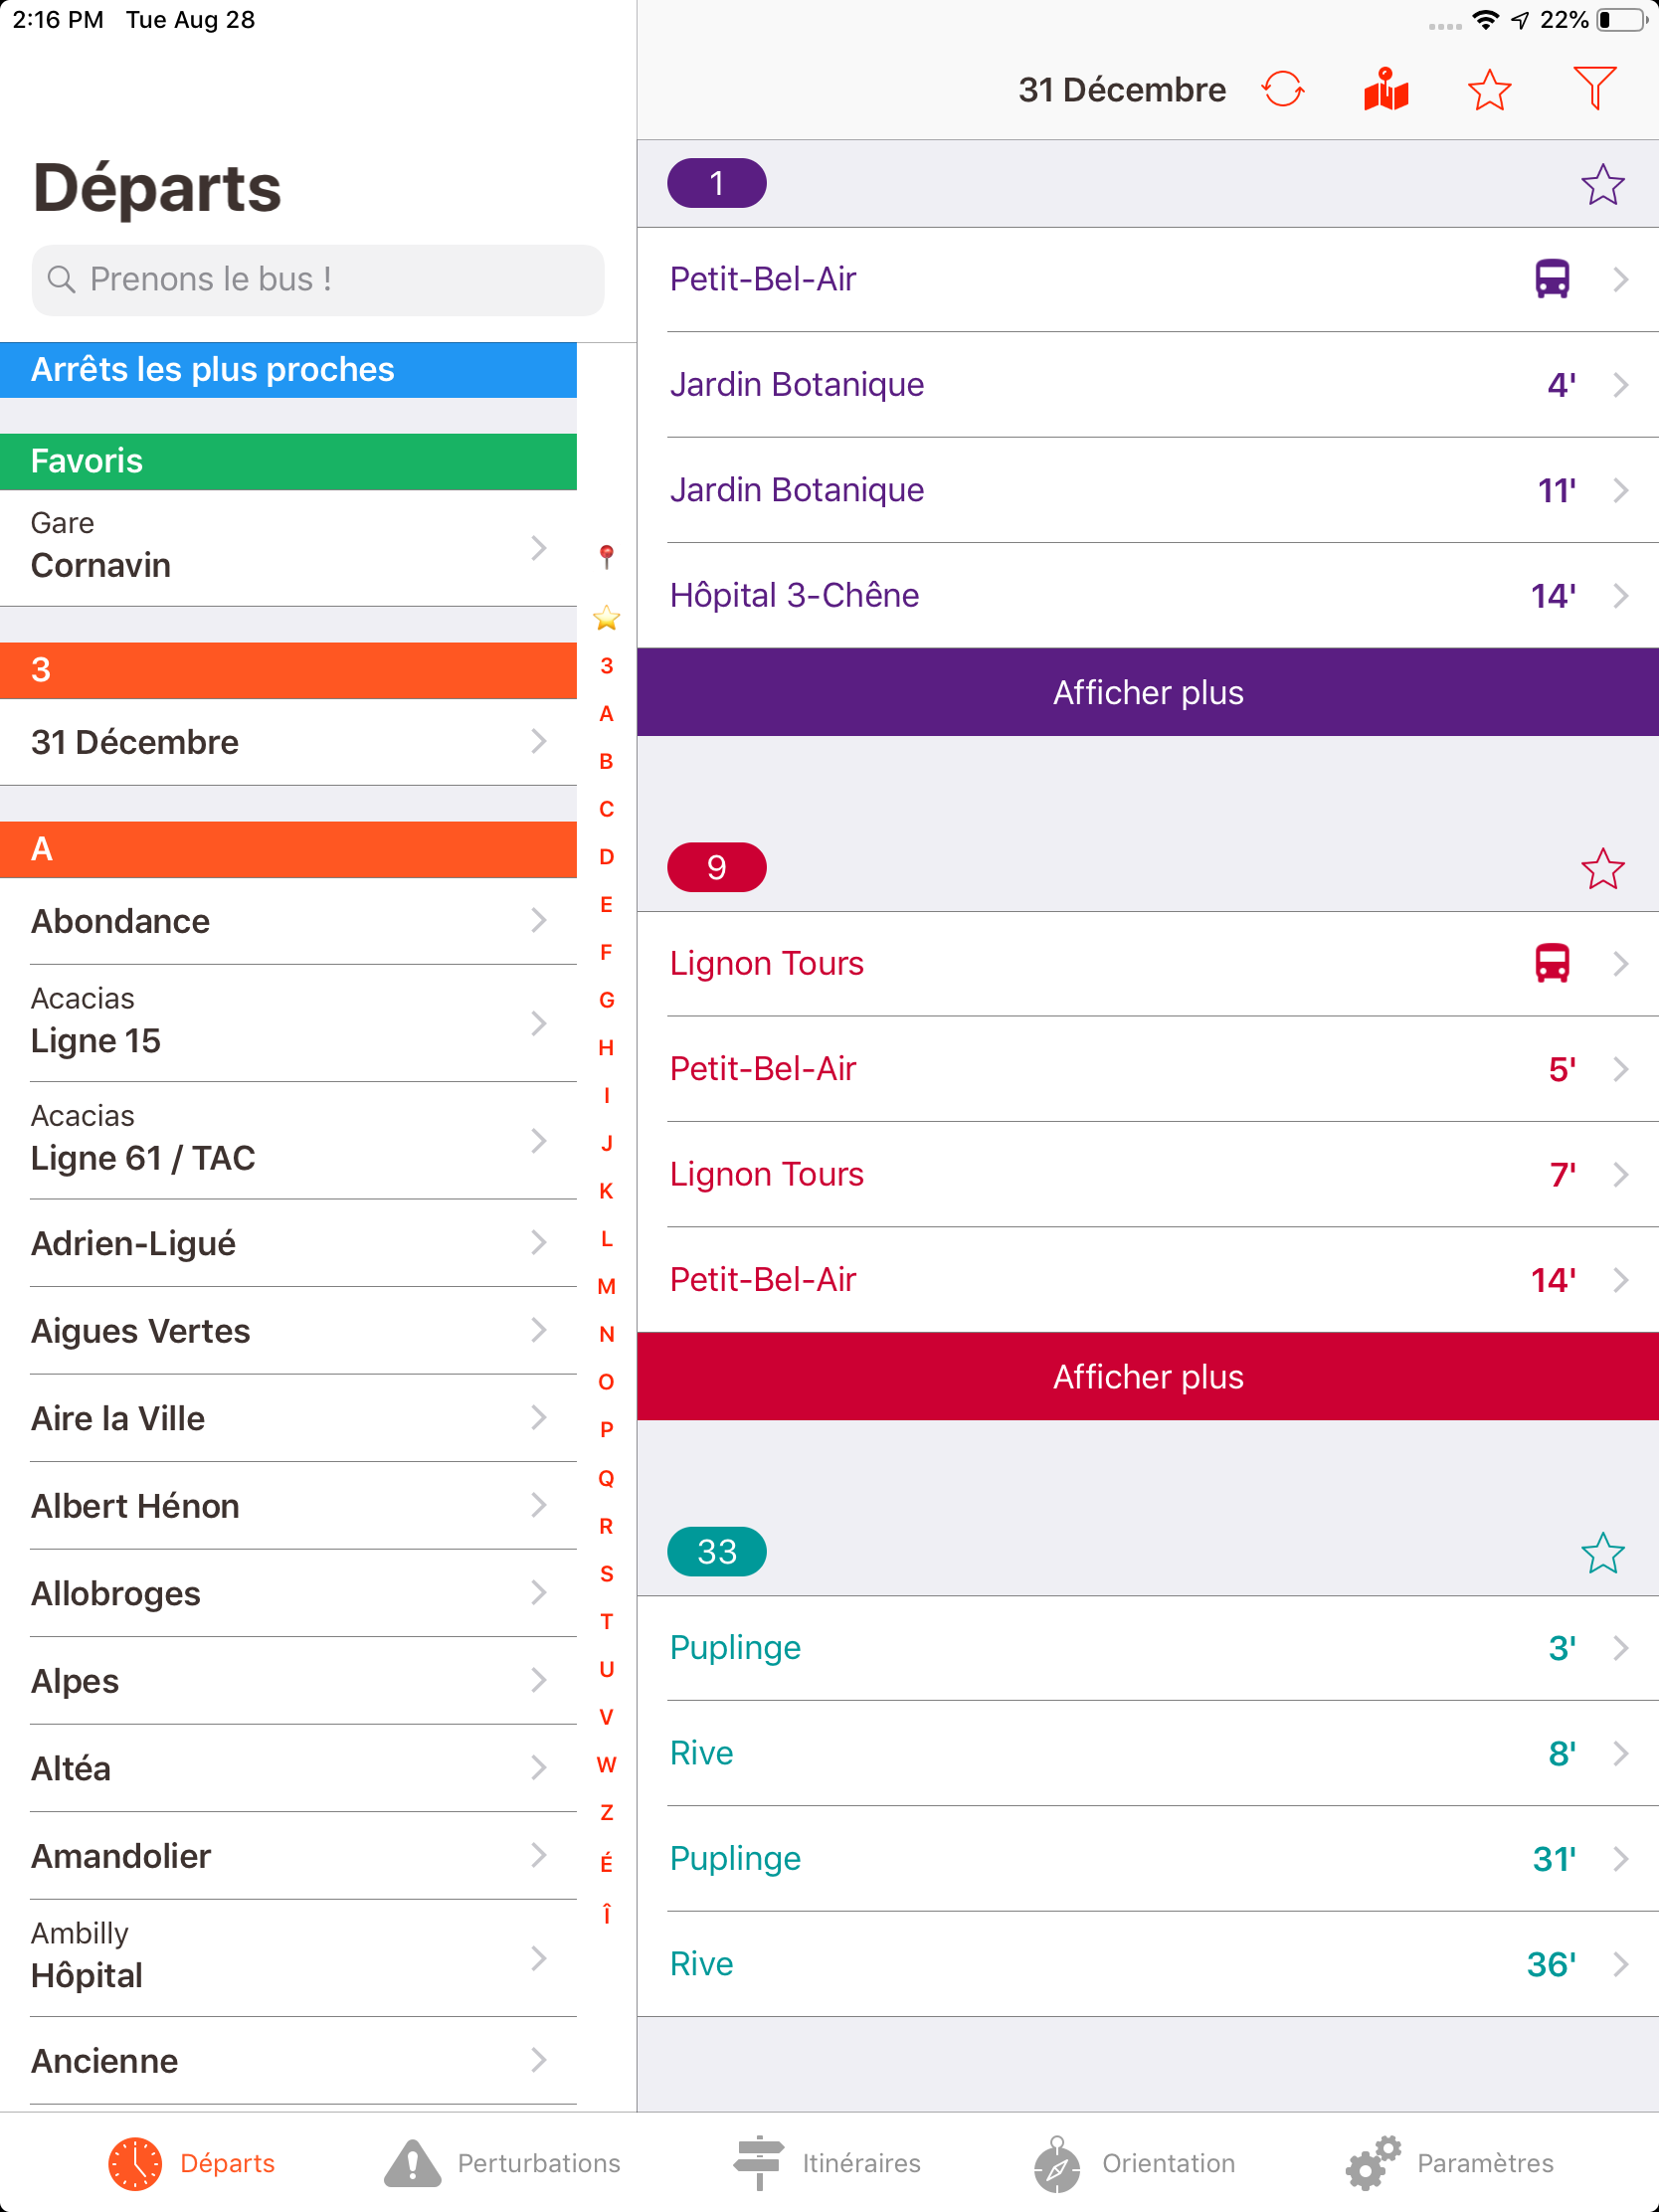 2:16 PM Tue Aug 28
22%
Départs
Prenons le bus !
Arrêts les plus proches
Favoris
Gare
Cornavin
3
31 Décembre
A
Abondance
Acacias
Ligne 15
Acacias
Ligne 61 / TAC
Adrien-Ligué
Aigues Vertes
Aire la Ville
Albert Hénon
Allobroges
Alpes
Altéa
Amandolier
Ambilly
Hôpital
Ancienne
3
A
B
C
D
E
F
G
H
I
J
K
L
M
N
O
P
Q
R
S
T
U
V
W
Z
É
Î
31 Décembre
1
Petit-Bel-Air
Jardin Botanique 4'
Jardin Botanique 11'
Hôpital 3-Chêne 14'
Afficher plus
9
Lignon Tours
Petit-Bel-Air 5'
Lignon Tours 7'
Petit-Bel-Air 14'
Afficher plus
33
Puplinge 3'
Rive 8'
Puplinge 31'
Rive 36'
Départs Perturbations Itinéraires Orientation Paramètres